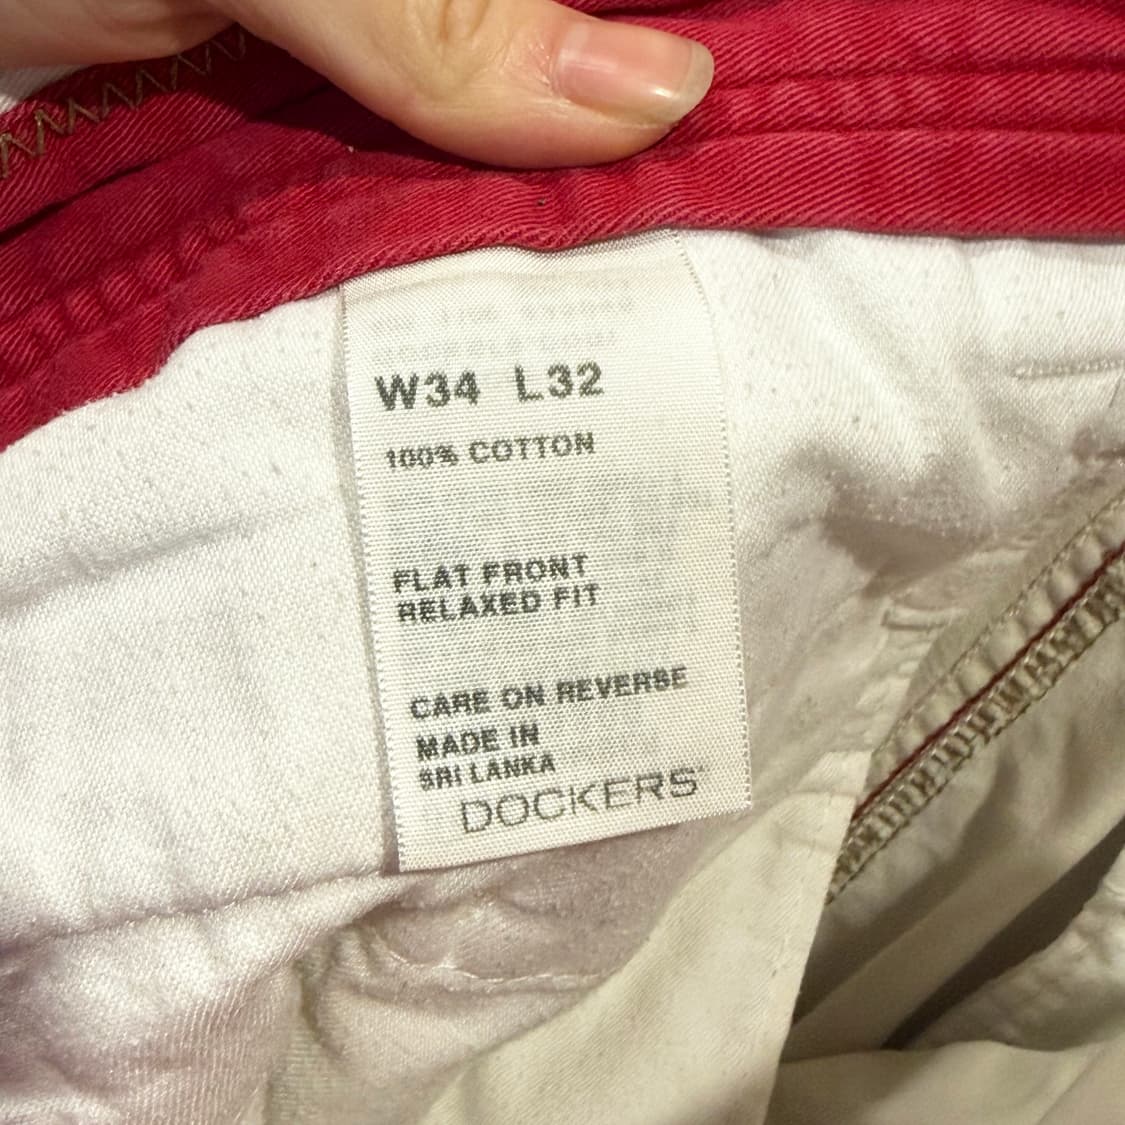 W34 L32
100% COTTON
FLAT FRONT
RELAXED FIT
CARE ON REVERSE
MADE IN
SRI LANKA
DOCKERS